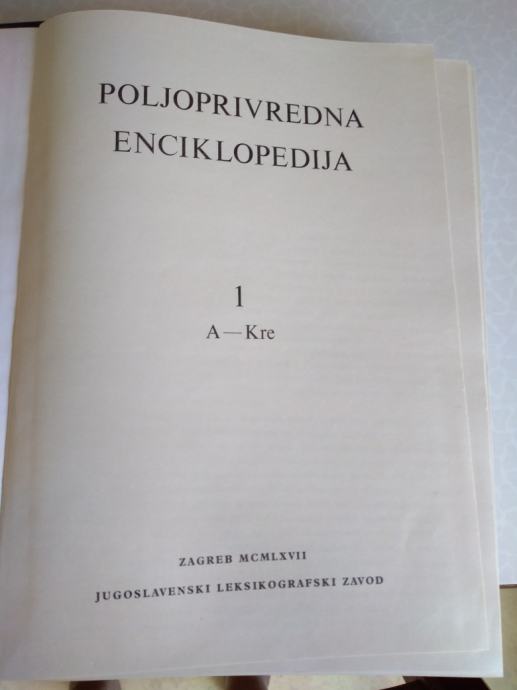 POLJOPRIVREDNA
ENCIKLOPEDIJA
1
A—Kre
ZAGREB MCMLXVII
JUGOSLAVENSKI LEKSIKOGRAFSKI ZAVOD